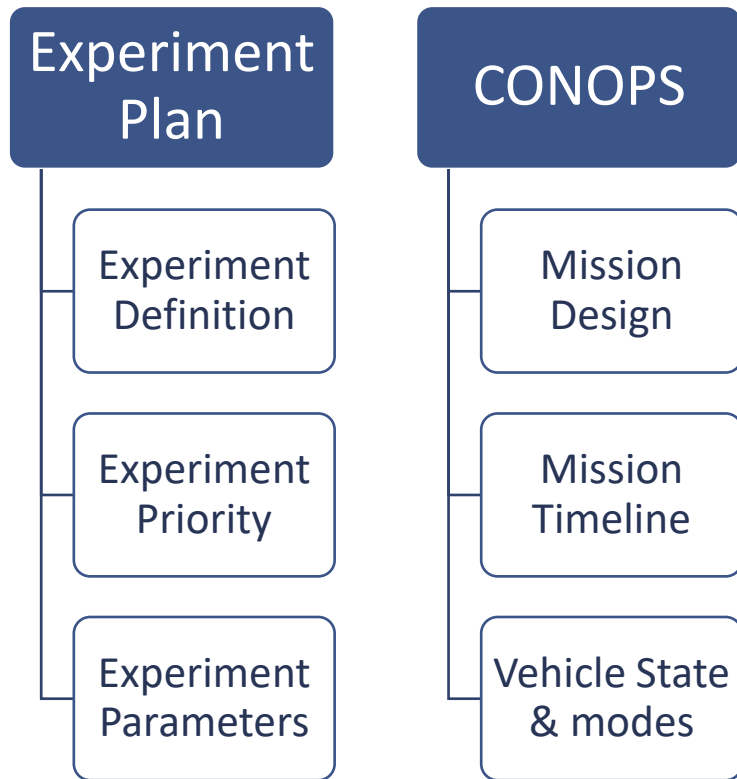 Experiment
Plan
Experiment
Definition
Experiment
Priority
Experiment
Parameters
CONOPS
Mission
Design
Mission
Timeline
Vehicle State
& modes